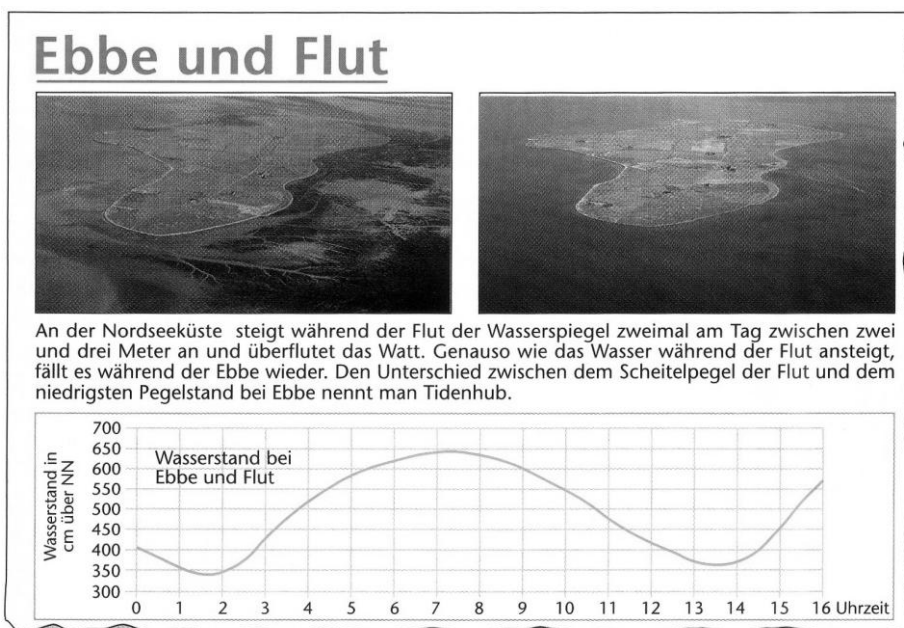 Ebbe und Flut
An der Nordseeküste steigt während der Flut der Wasserspiegel zweimal am Tag zwischen zwei
und drei Meter an und überflutet das Watt. Genauso wie das Wasser während der Flut ansteigt,
fällt es während der Ebbe wieder. Den Unterschied zwischen dem Scheitelpegel der Flut und dem
niedrigsten Pegelstand bei Ebbe nennt man Tidenhub.
Wasserstand in
cm über NN
700
650
600
550
500
450
400
350
300
Wasserstand bei
Ebbe und Flut
0 1 2 3 4 5 6 7 8 9 10 11 12 13 14 15 16 Uhrzeit